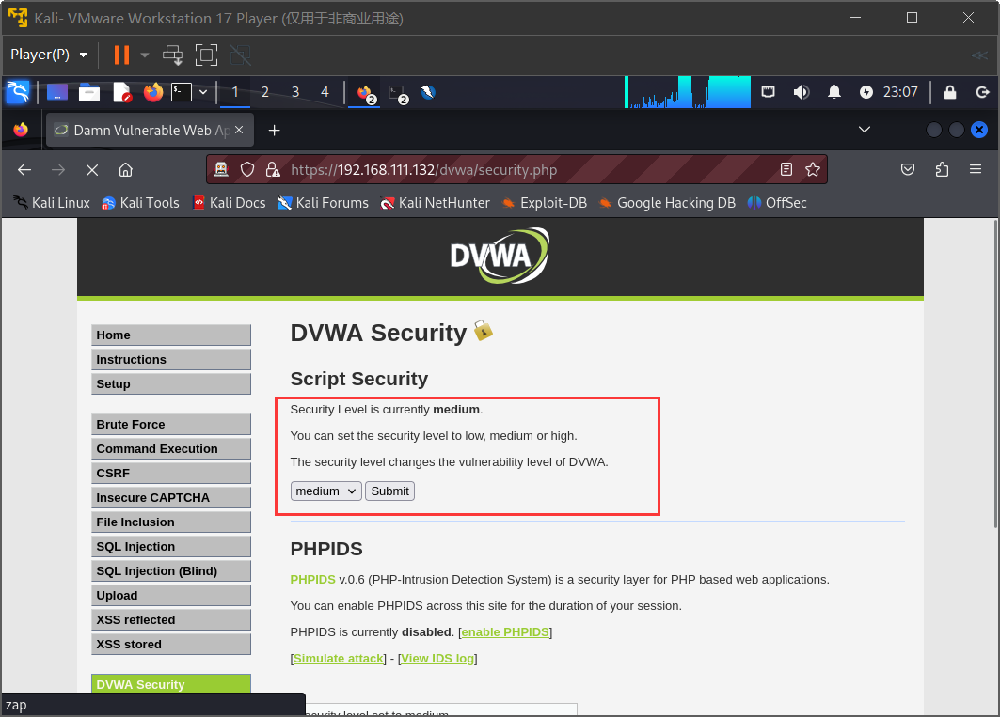 Kali- VMware Workstation 17 Player (仅用于非商业用途)
Player(P)
1 2 3 4 2 2 23:07
Damn Vulnerable Web Ap
https://192.168.111.132/dvwa/security.php
Kali Linux Kali Tools Kali Docs Kali Forums Kali NetHunter Exploit-DB Google Hacking DB OffSec
DVWA
Home
Instructions
Setup
Brute Force
Command Execution
CSRF
Insecure CAPTCHA
File Inclusion
SQL Injection
SQL Injection (Blind)
Upload
XSS reflected
XSS stored
DVWA Security
DVWA Security
Script Security
Security Level is currently medium.
You can set the security level to low, medium or high.
The security level changes the vulnerability level of DVWA.
medium Submit
PHPIDS
PHPIDS v.0.6 (PHP-Intrusion Detection System) is a security layer for PHP based web applications.
You can enable PHPIDS across this site for the duration of your session.
PHPIDS is currently disabled. [enable PHPIDS]
[Simulate attack] - [View IDS log]
level set to medium
zap